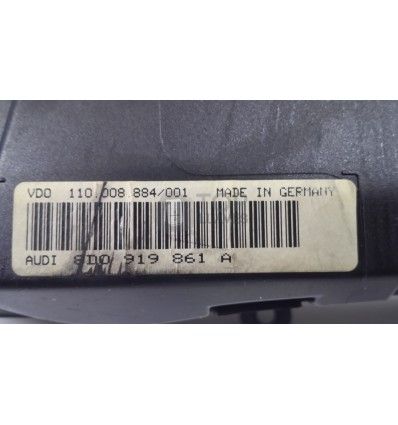 VDO 110.008.884/001 MADE IN GERMANY
AUDI 8D0 919 861 A